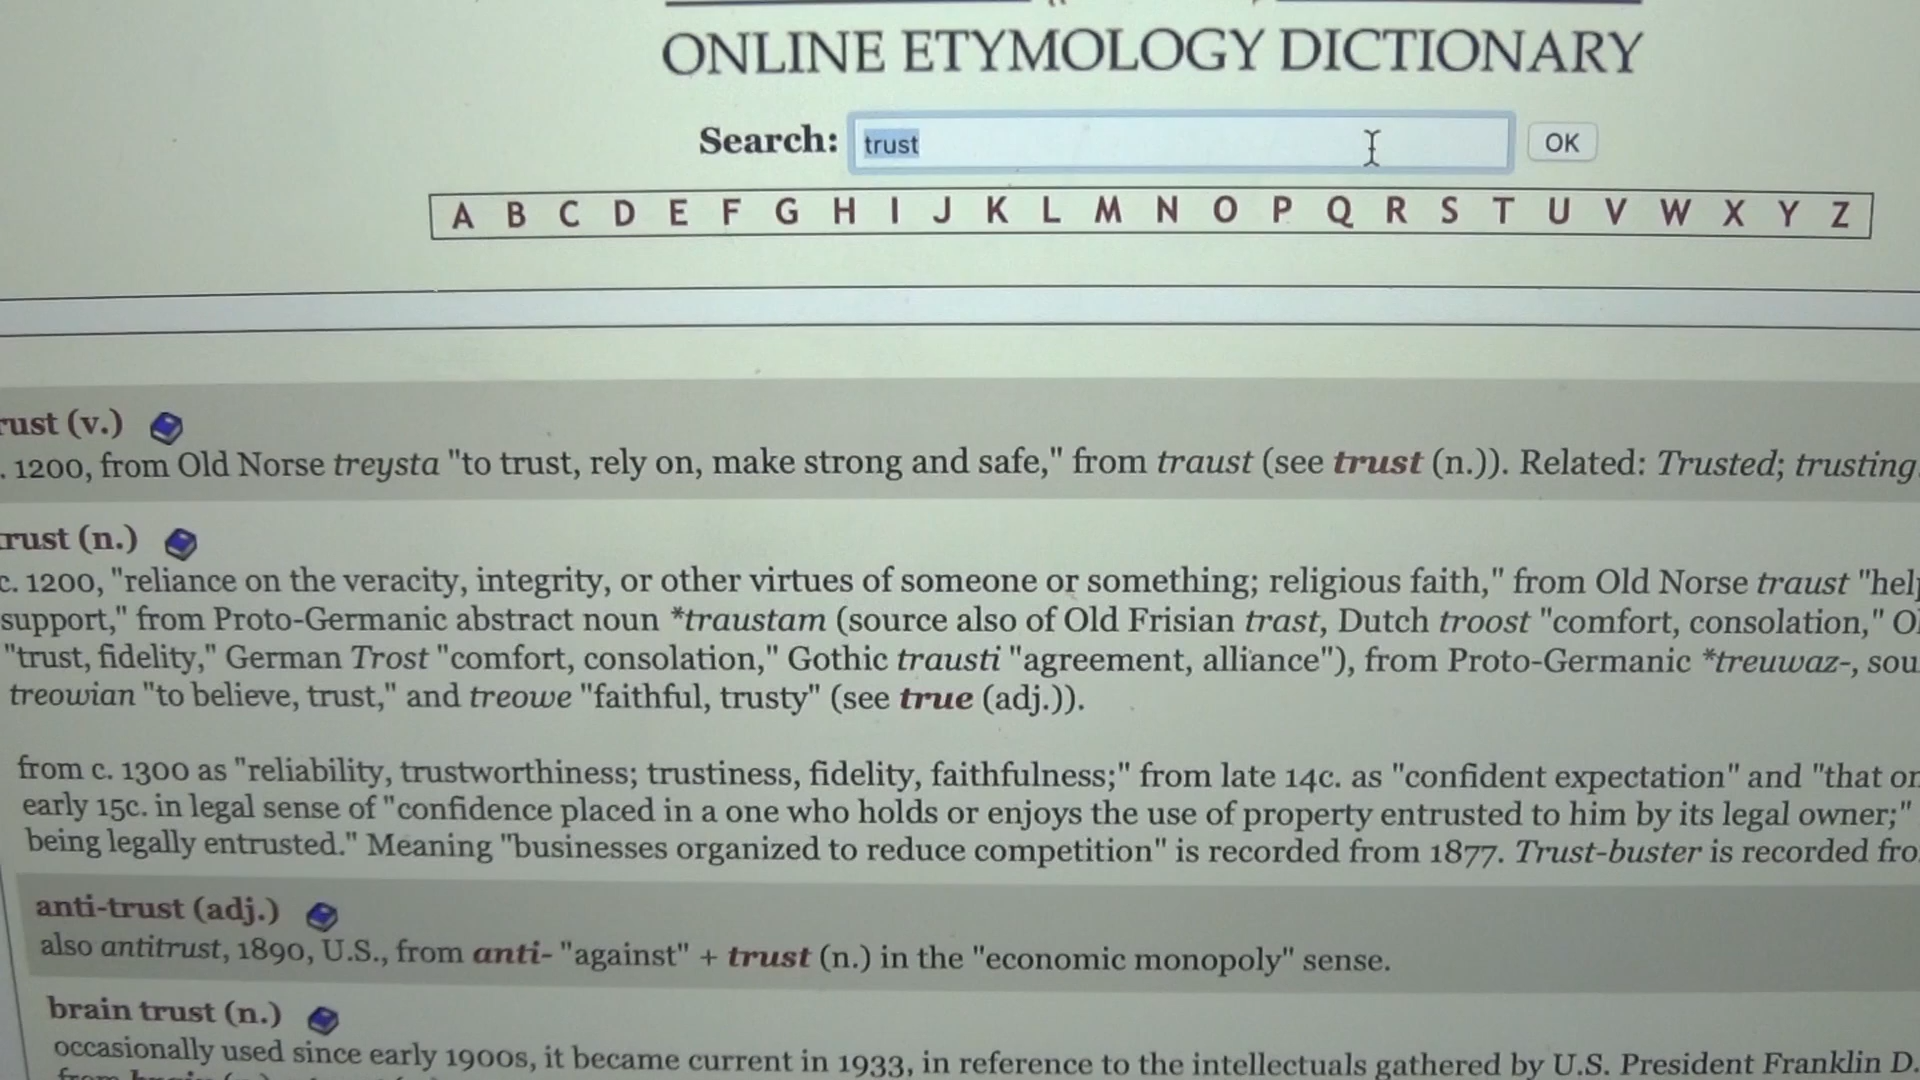 ONLINE ETYMOLOGY DICTIONARY
Search: trust OK
A B C D E F G H I J K L M N O P Q R S T U V W X Y Z
rust (v.)
. 1200, from Old Norse treysta "to trust, rely on, make strong and safe," from traust (see trust (n.)). Related: Trusted; trusting
rust (n.)
c. 1200, "reliance on the veracity, integrity, or other virtues of someone or something; religious faith," from Old Norse traust "help
support," from Proto-Germanic abstract noun *traustam (source also of Old Frisian trast, Dutch troost "comfort, consolation," O
"trust, fidelity," German Trost "comfort, consolation," Gothic trausti "agreement, alliance"), from Proto-Germanic *treuwaz-, sou
treowian "to believe, trust," and treowe "faithful, trusty" (see true (adj.)).
from c. 1300 as "reliability, trustworthiness; trustiness, fidelity, faithfulness;" from late 14c. as "confident expectation" and "that on
early 15c. in legal sense of "confidence placed in a one who holds or enjoys the use of property entrusted to him by its legal owner;"
being legally entrusted." Meaning "businesses organized to reduce competition" is recorded from 1877. Trust-buster is recorded fro
anti-trust (adj.)
also antitrust, 1890, U.S., from anti- "against" + trust (n.) in the "economic monopoly" sense.
brain trust (n.)
occasionally used since early 1900s, it became current in 1933, in reference to the intellectuals gathered by U.S. President Franklin D.